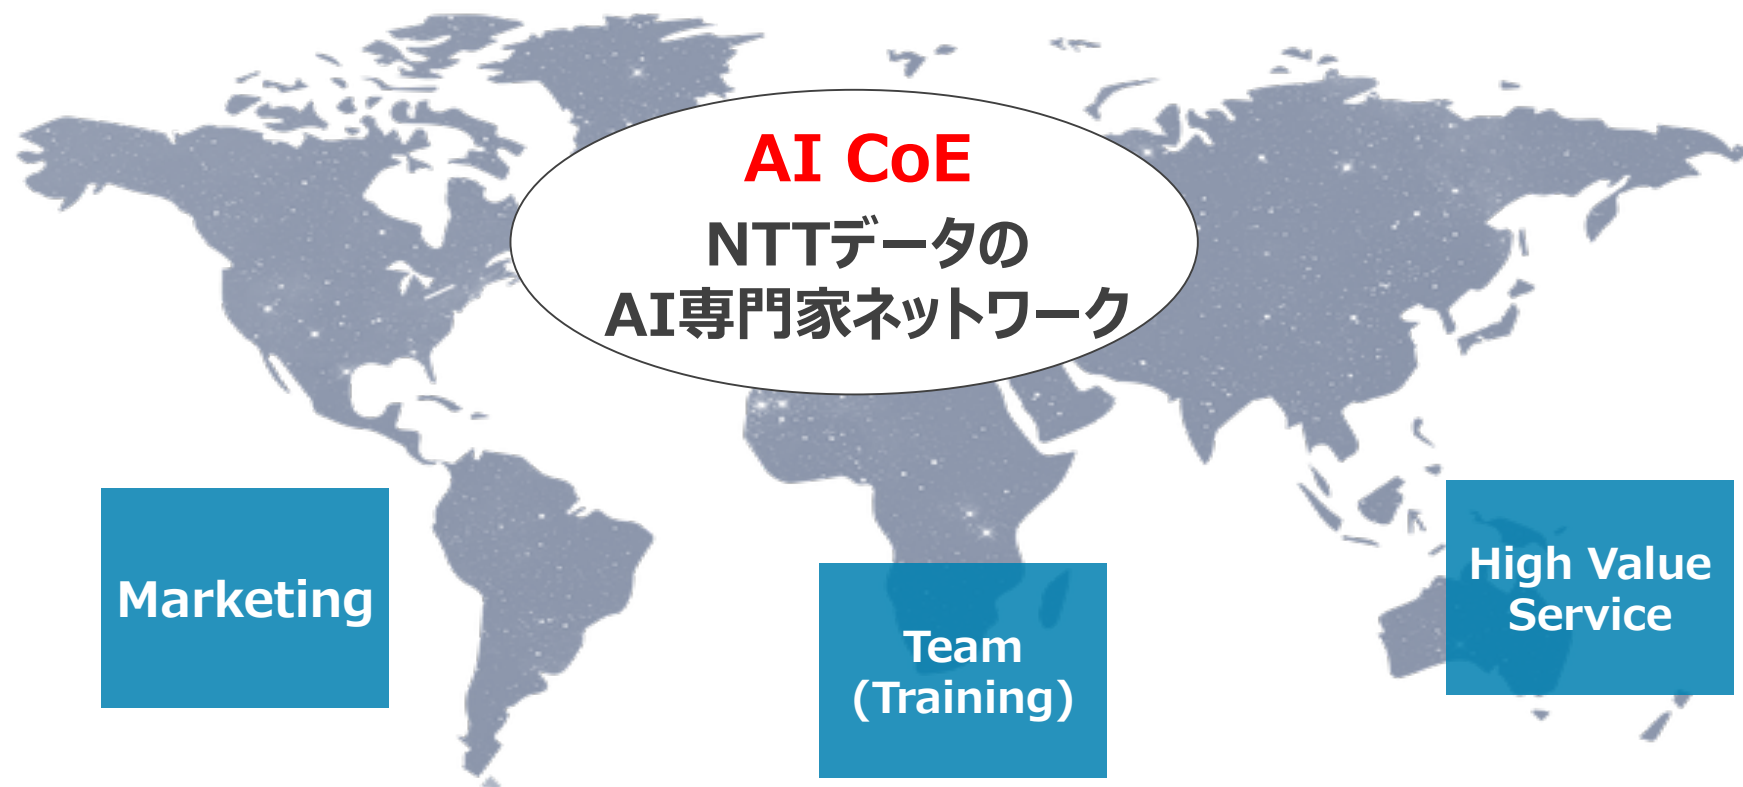 AI CoE
NTTデータの
AI専門家ネットワーク
Marketing
Team
(Training)
High Value
Service